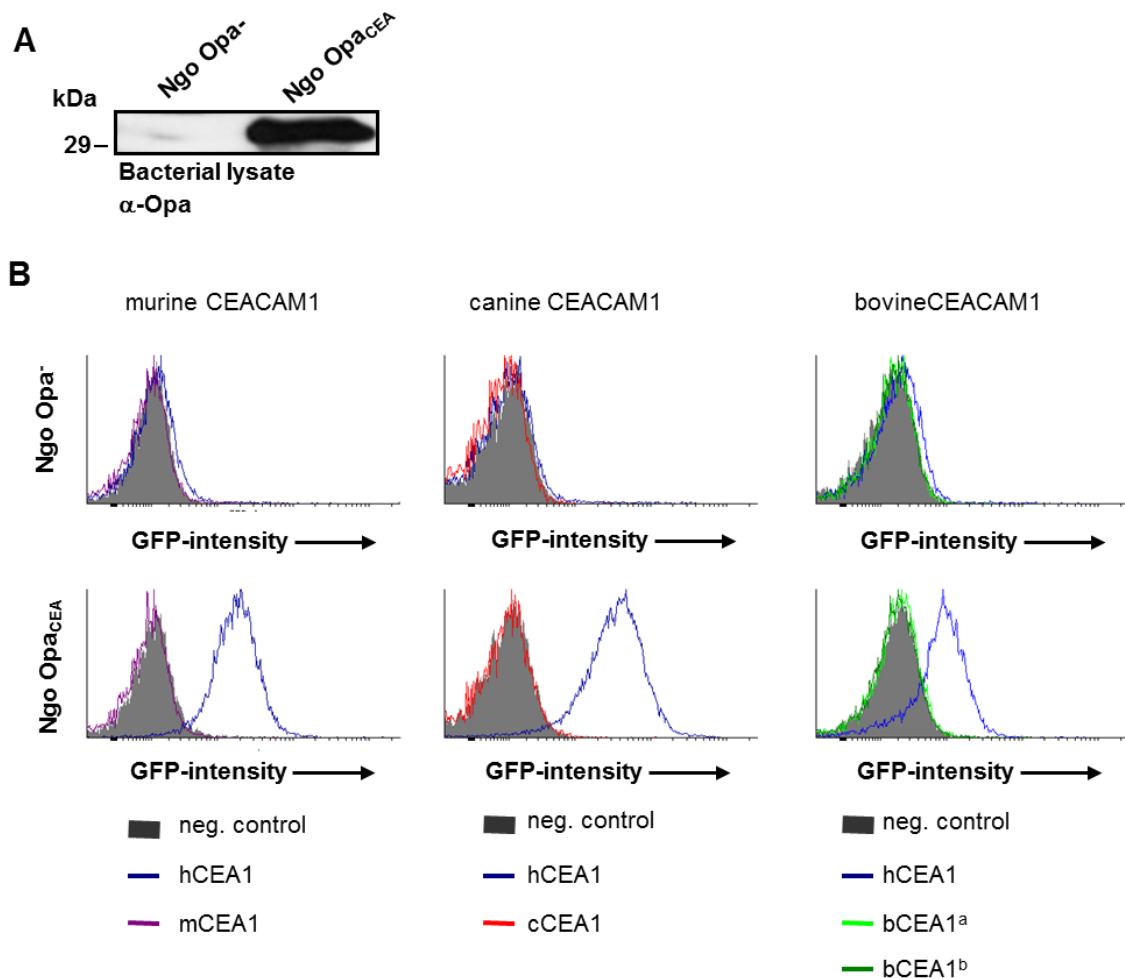 A
Ngo Opa-
Ngo OpaCEA
kDa
29
Bacterial lysate
α-Opa
B
murine CEACAM1
canine CEACAM1
bovineCEACAM1
Ngo Opa-
GFP-intensity
GFP-intensity
GFP-intensity
Ngo OpaCEA
GFP-intensity
GFP-intensity
GFP-intensity
neg. control
neg. control
neg. control
hCEA1
hCEA1
hCEA1
mCEA1
cCEA1
bCEA1ᵃ
bCEA1ᵇ